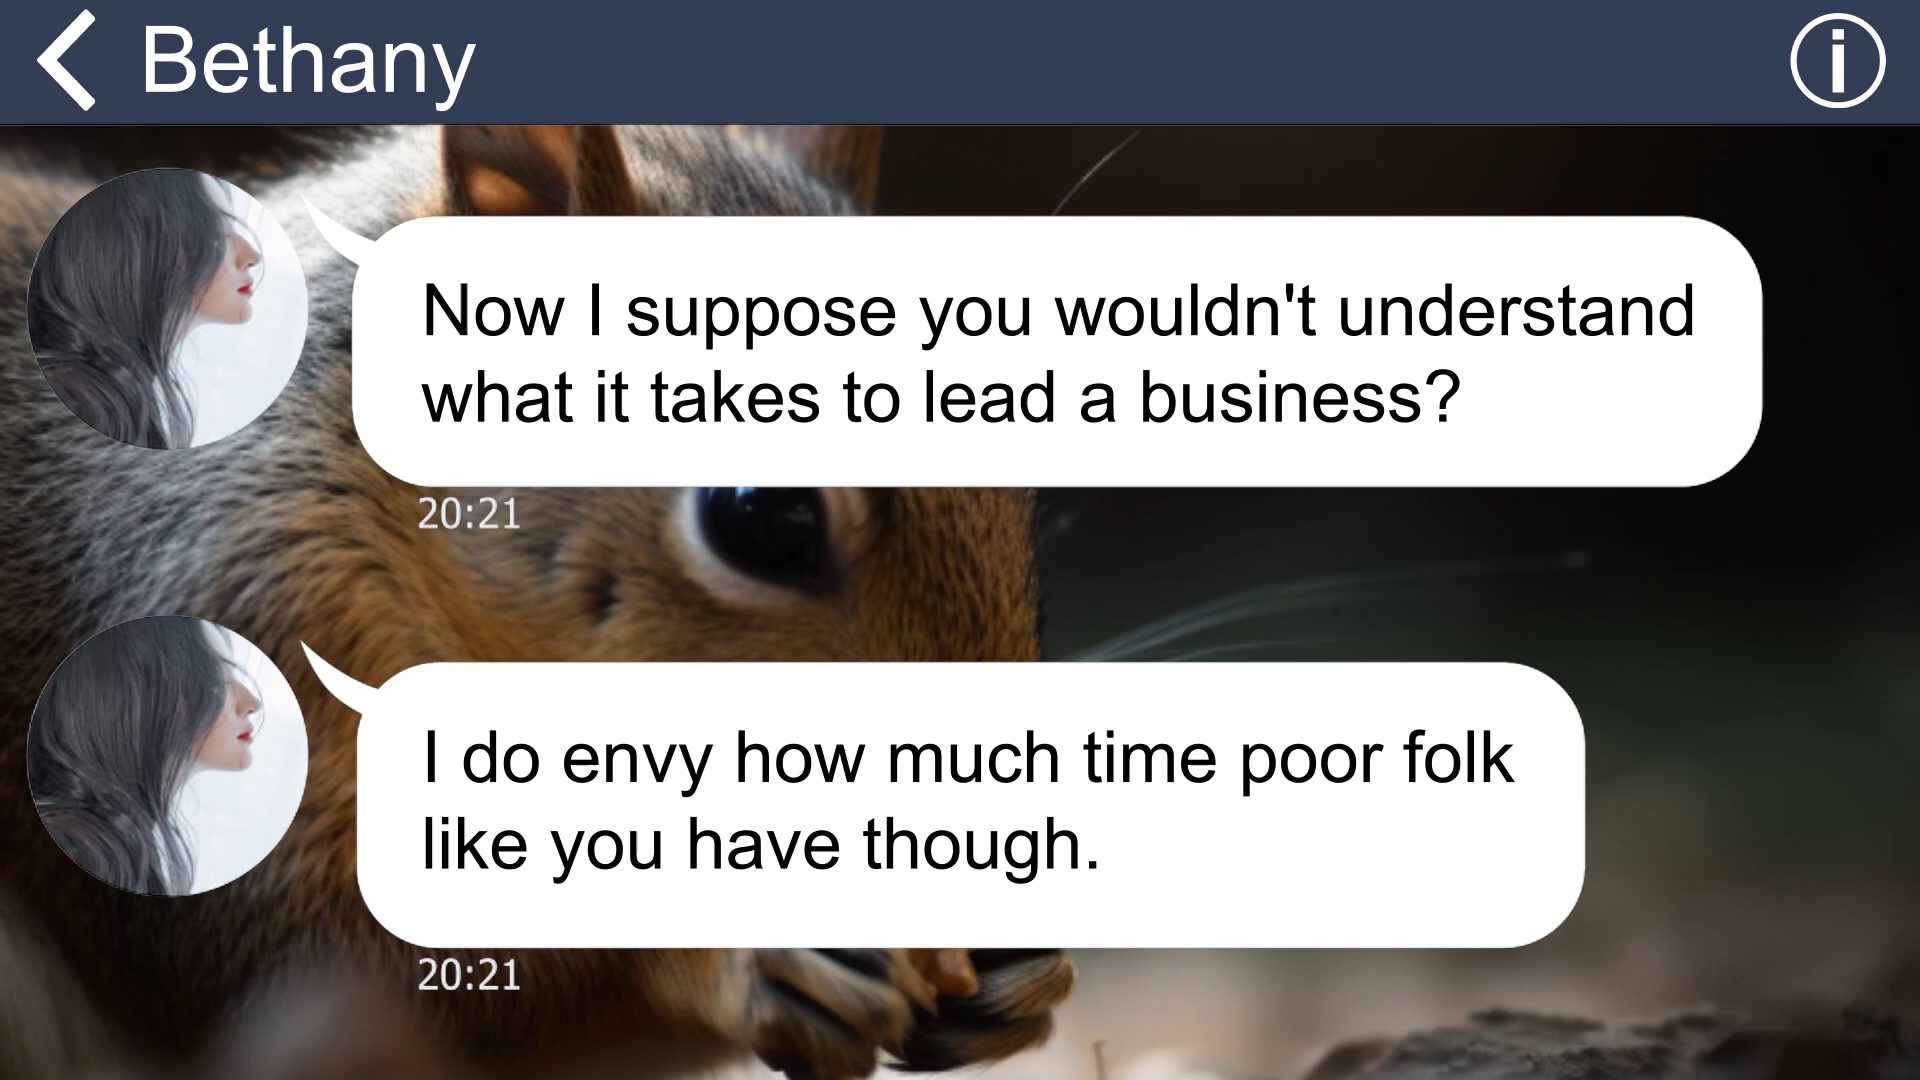 Bethany
Now I suppose you wouldn't understand
what it takes to lead a business?
20:21
I do envy how much time poor folk
like you have though.
20:21